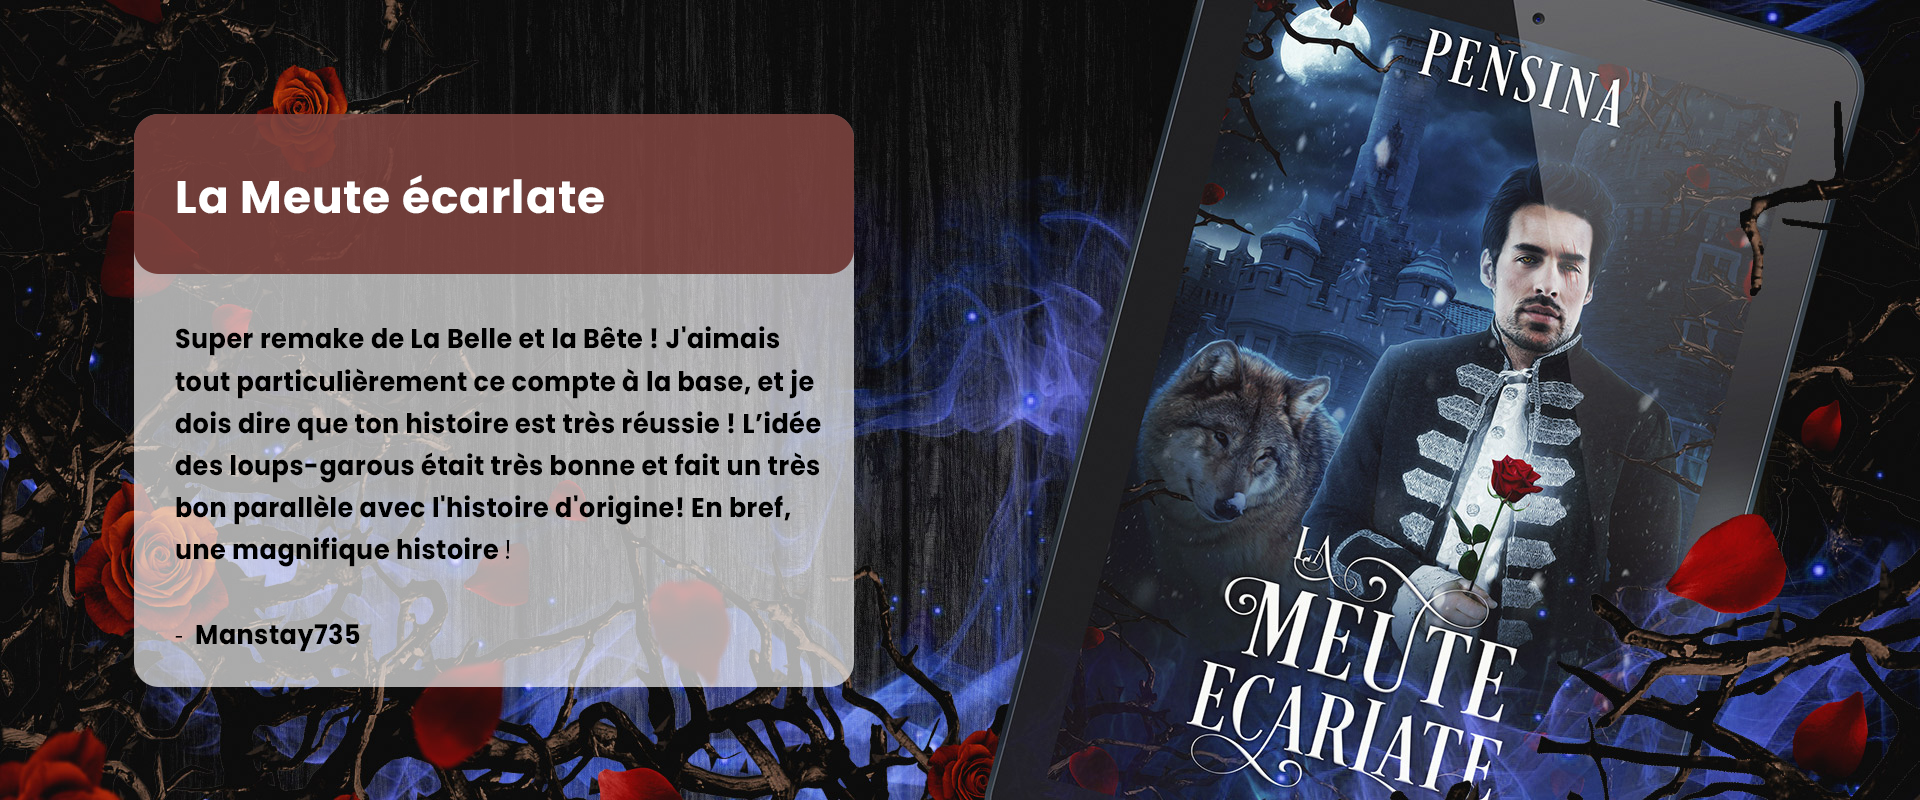 La Meute écarlate
Super remake de La Belle et la Bête ! J'aimais
tout particulièrement ce compte à la base, et je
dois dire que ton histoire est très réussie ! L’idée
des loups-garous était très bonne et fait un très
bon parallèle avec l'histoire d'origine! En bref,
une magnifique histoire !
- Manstay735
PENSINA
LA
MEUTE
ECARLATE